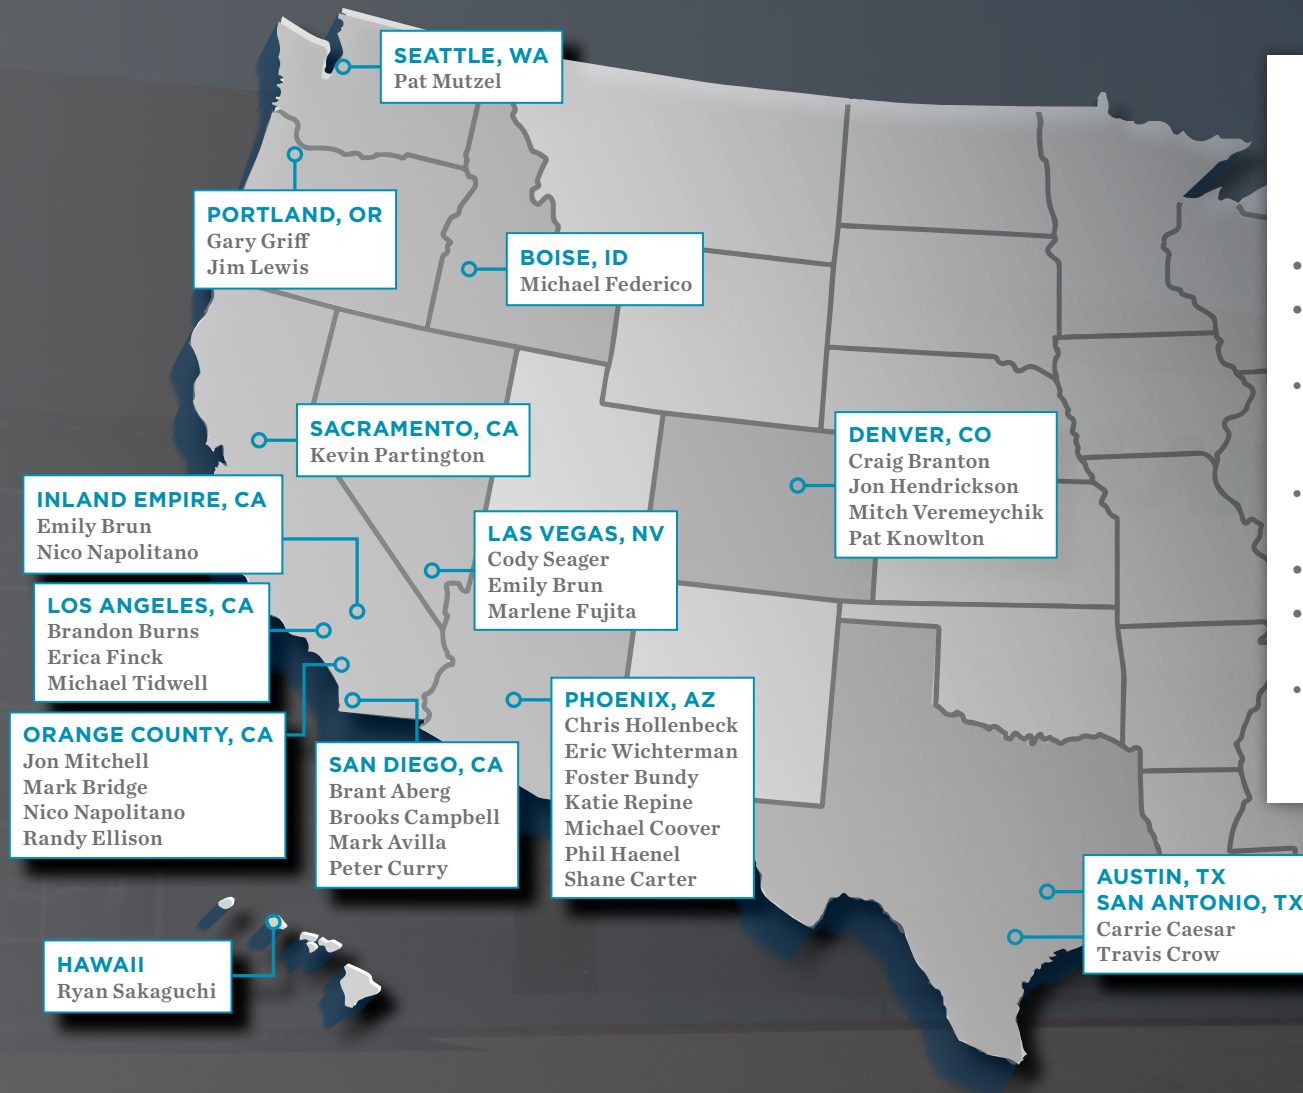 SEATTLE, WA
Pat Mutzel
PORTLAND, OR
Gary Griff
Jim Lewis
BOISE, ID
Michael Federico
SACRAMENTO, CA
Kevin Partington
DENVER, CO
Craig Branton
Jon Hendrickson
Mitch Veremeychik
Pat Knowlton
INLAND EMPIRE, CA
Emily Brun
Nico Napolitano
LAS VEGAS, NV
Cody Seager
Emily Brun
Marlene Fujita
LOS ANGELES, CA
Brandon Burns
Erica Finck
Michael Tidwell
ORANGE COUNTY, CA
Jon Mitchell
Mark Bridge
Nico Napolitano
Randy Ellison
SAN DIEGO, CA
Brant Aberg
Brooks Campbell
Mark Avilla
Peter Curry
PHOENIX, AZ
Chris Hollenbeck
Eric Wichterman
Foster Bundy
Katie Repine
Michael Coover
Phil Haenel
Shane Carter
AUSTIN, TX
SAN ANTONIO, TX
Carrie Caesar
Travis Crow
HAWAII
Ryan Sakaguchi